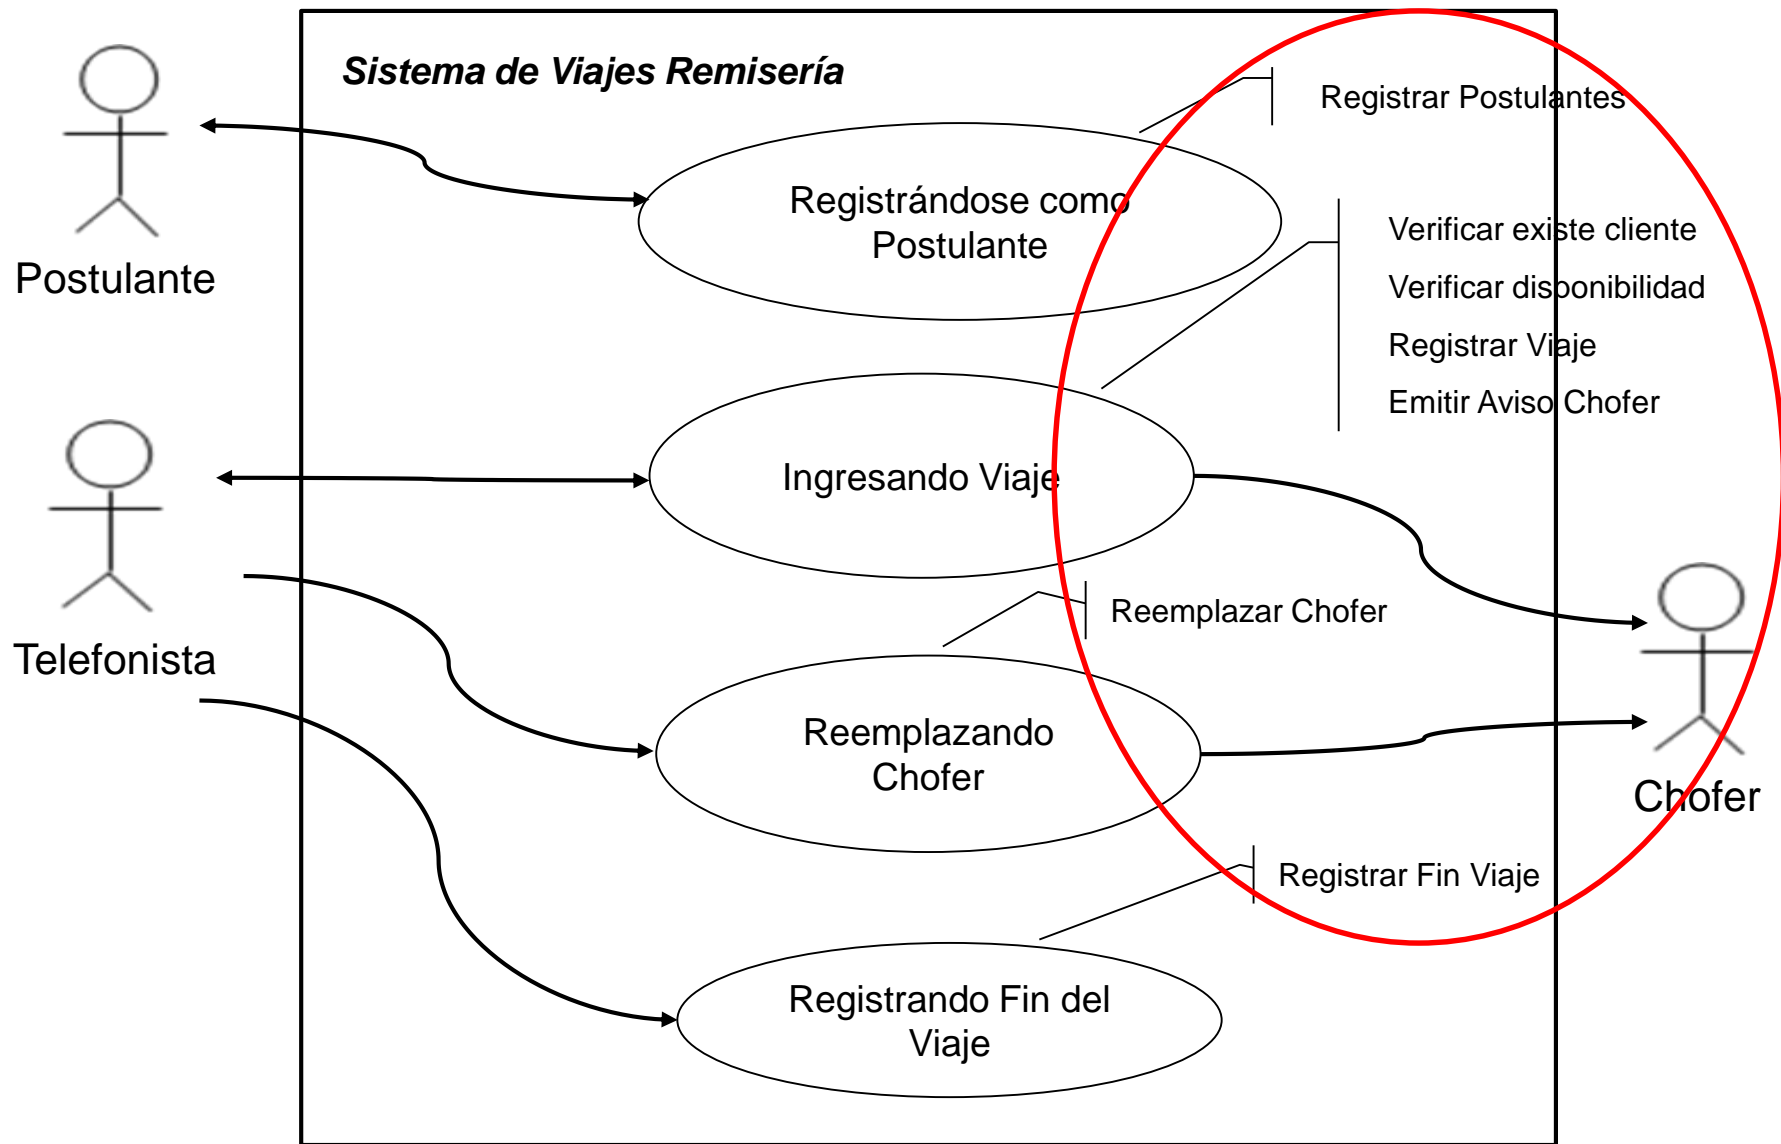 Sistema de Viajes Remisería
Registrar Postulantes
Registrándose como
Postulante
Postulante
Verificar existe cliente
Verificar disponibilidad
Registrar Viaje
Emitir Aviso Chofer
Ingresando Viaje
Reemplazar Chofer
Telefonista
Reemplazando
Chofer
Chofer
Registrar Fin Viaje
Registrando Fin del
Viaje